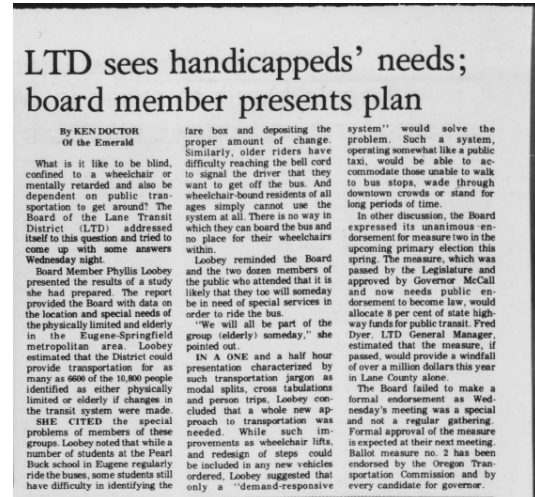 LTD sees handicappeds' needs;
board member presents plan
By KEN DOCTOR
Of the Emerald
What is it like to be blind,
confined to a wheelchair or
mentally retarded and also be
dependent on public tran-
sportation to get around? The
Board of the Lane Transit
District (LTD) addressed
itself to this question and tried to
come up with some answers
Wednesday night.
Board Member Phyllis Loobey
presented the results of a study
she had prepared. The report
provided the Board with data on
the location and special needs of
the physically limited and elderly
in the Eugene-Springfield
metropolitan area. Loobey
estimated that the District could
provide transportation for as
many as 6600 of the 10,800 people
identified as either physically
limited or elderly if changes in
the transit system were made.
SHE CITED the special
problems of members of these
groups. Loobey noted that while a
number of students at the Pearl
Buck school in Eugene regularly
ride the buses, some students still
have difficulty in identifying the
fare box and depositing the
proper amount of change.
Similarly, older riders have
difficulty reaching the bell cord
to signal the driver that they
want to get off the bus. And
wheelchair-bound residents of all
ages simply cannot use the
system at all. There is no way in
which they can board the bus and
no place for their wheelchairs
within.
Loobey reminded the Board
and the two dozen members of
the public who attended that it is
likely that they too will someday
be in need of special services in
order to ride the bus.
"We will all be part of the
group (elderly) someday," she
pointed out.
IN A ONE and a half hour
presentation characterized by
such transportation jargon as
modal splits, cross tabulations
and person trips, Loobey con-
cluded that a whole new ap-
proach to transportation was
needed. While such im-
provements as wheelchair lifts,
and redesign of steps could
be included in any new vehicles
ordered, Loobey suggested that
only a "demand-responsive
system" would solve the
problem. Such a system,
operating somewhat like a public
taxi, would be able to ac-
commodate those unable to walk
to bus stops, wade through
downtown crowds or stand for
long periods of time.
In other discussion, the Board
expressed its unanimous en-
dorsement for measure two in the
upcoming primary election this
spring. The measure, which was
passed by the Legislature and
approved by Governor McCall
and now needs public en-
dorsement to become law, would
allocate 8 per cent of state high-
way funds for public transit. Fred
Dyer, LTD General Manager,
estimated that the measure, if
passed, would provide a windfall
of over a million dollars this year
in Lane County alone.
The Board failed to make a
formal endorsement as Wed-
nesday's meeting was a special
and not a regular gathering.
Formal approval of the measure
is expected at their next meeting.
Ballot measure no. 2 has been
endorsed by the Oregon Tran-
sportation Commission and by
every candidate for governor.